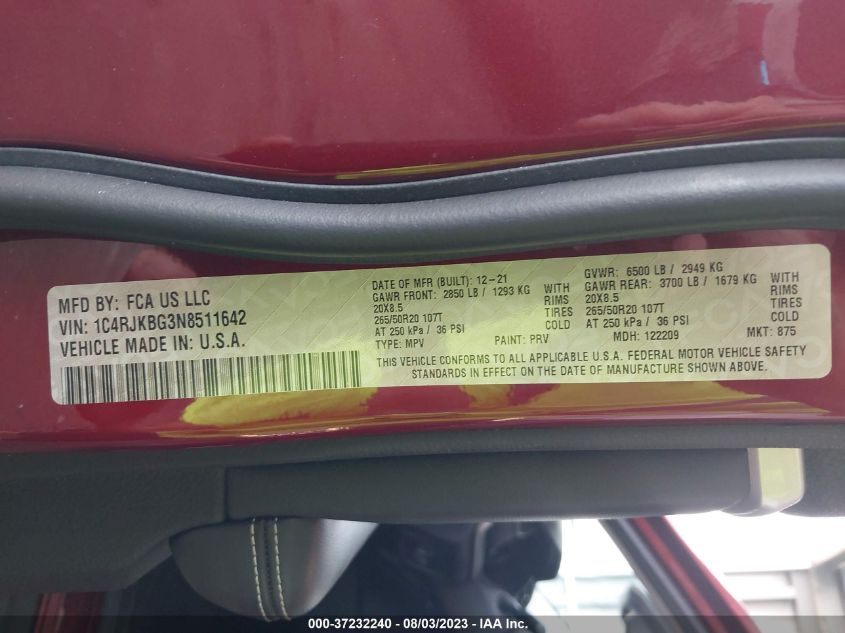 MFD BY: FCA US LLC
VIN: 1C4RJKBG3N8511642
VEHICLE MADE IN: U.S.A.
DATE OF MFR (BUILT): 12-21
GAWR FRONT: 2850 LB / 1293 KG WITH
20X8.5 RIMS
265/50R20 107T TIRES
AT 250 kPa / 36 PSI COLD
TYPE: MPV PAINT: PRV
GVWR: 6500 LB / 2949 KG
GAWR REAR: 3700 LB / 1679 KG WITH
20X8.5 RIMS
265/50R20 107T TIRES
AT 250 kPa / 36 PSI COLD
MDH: 122209 MKT: 875
THIS VEHICLE CONFORMS TO ALL APPLICABLE U.S.A. FEDERAL MOTOR VEHICLE SAFETY
STANDARDS IN EFFECT ON THE DATE OF MANUFACTURE SHOWN ABOVE.
000-37232240 - 08/03/2023 - © IAA Inc.